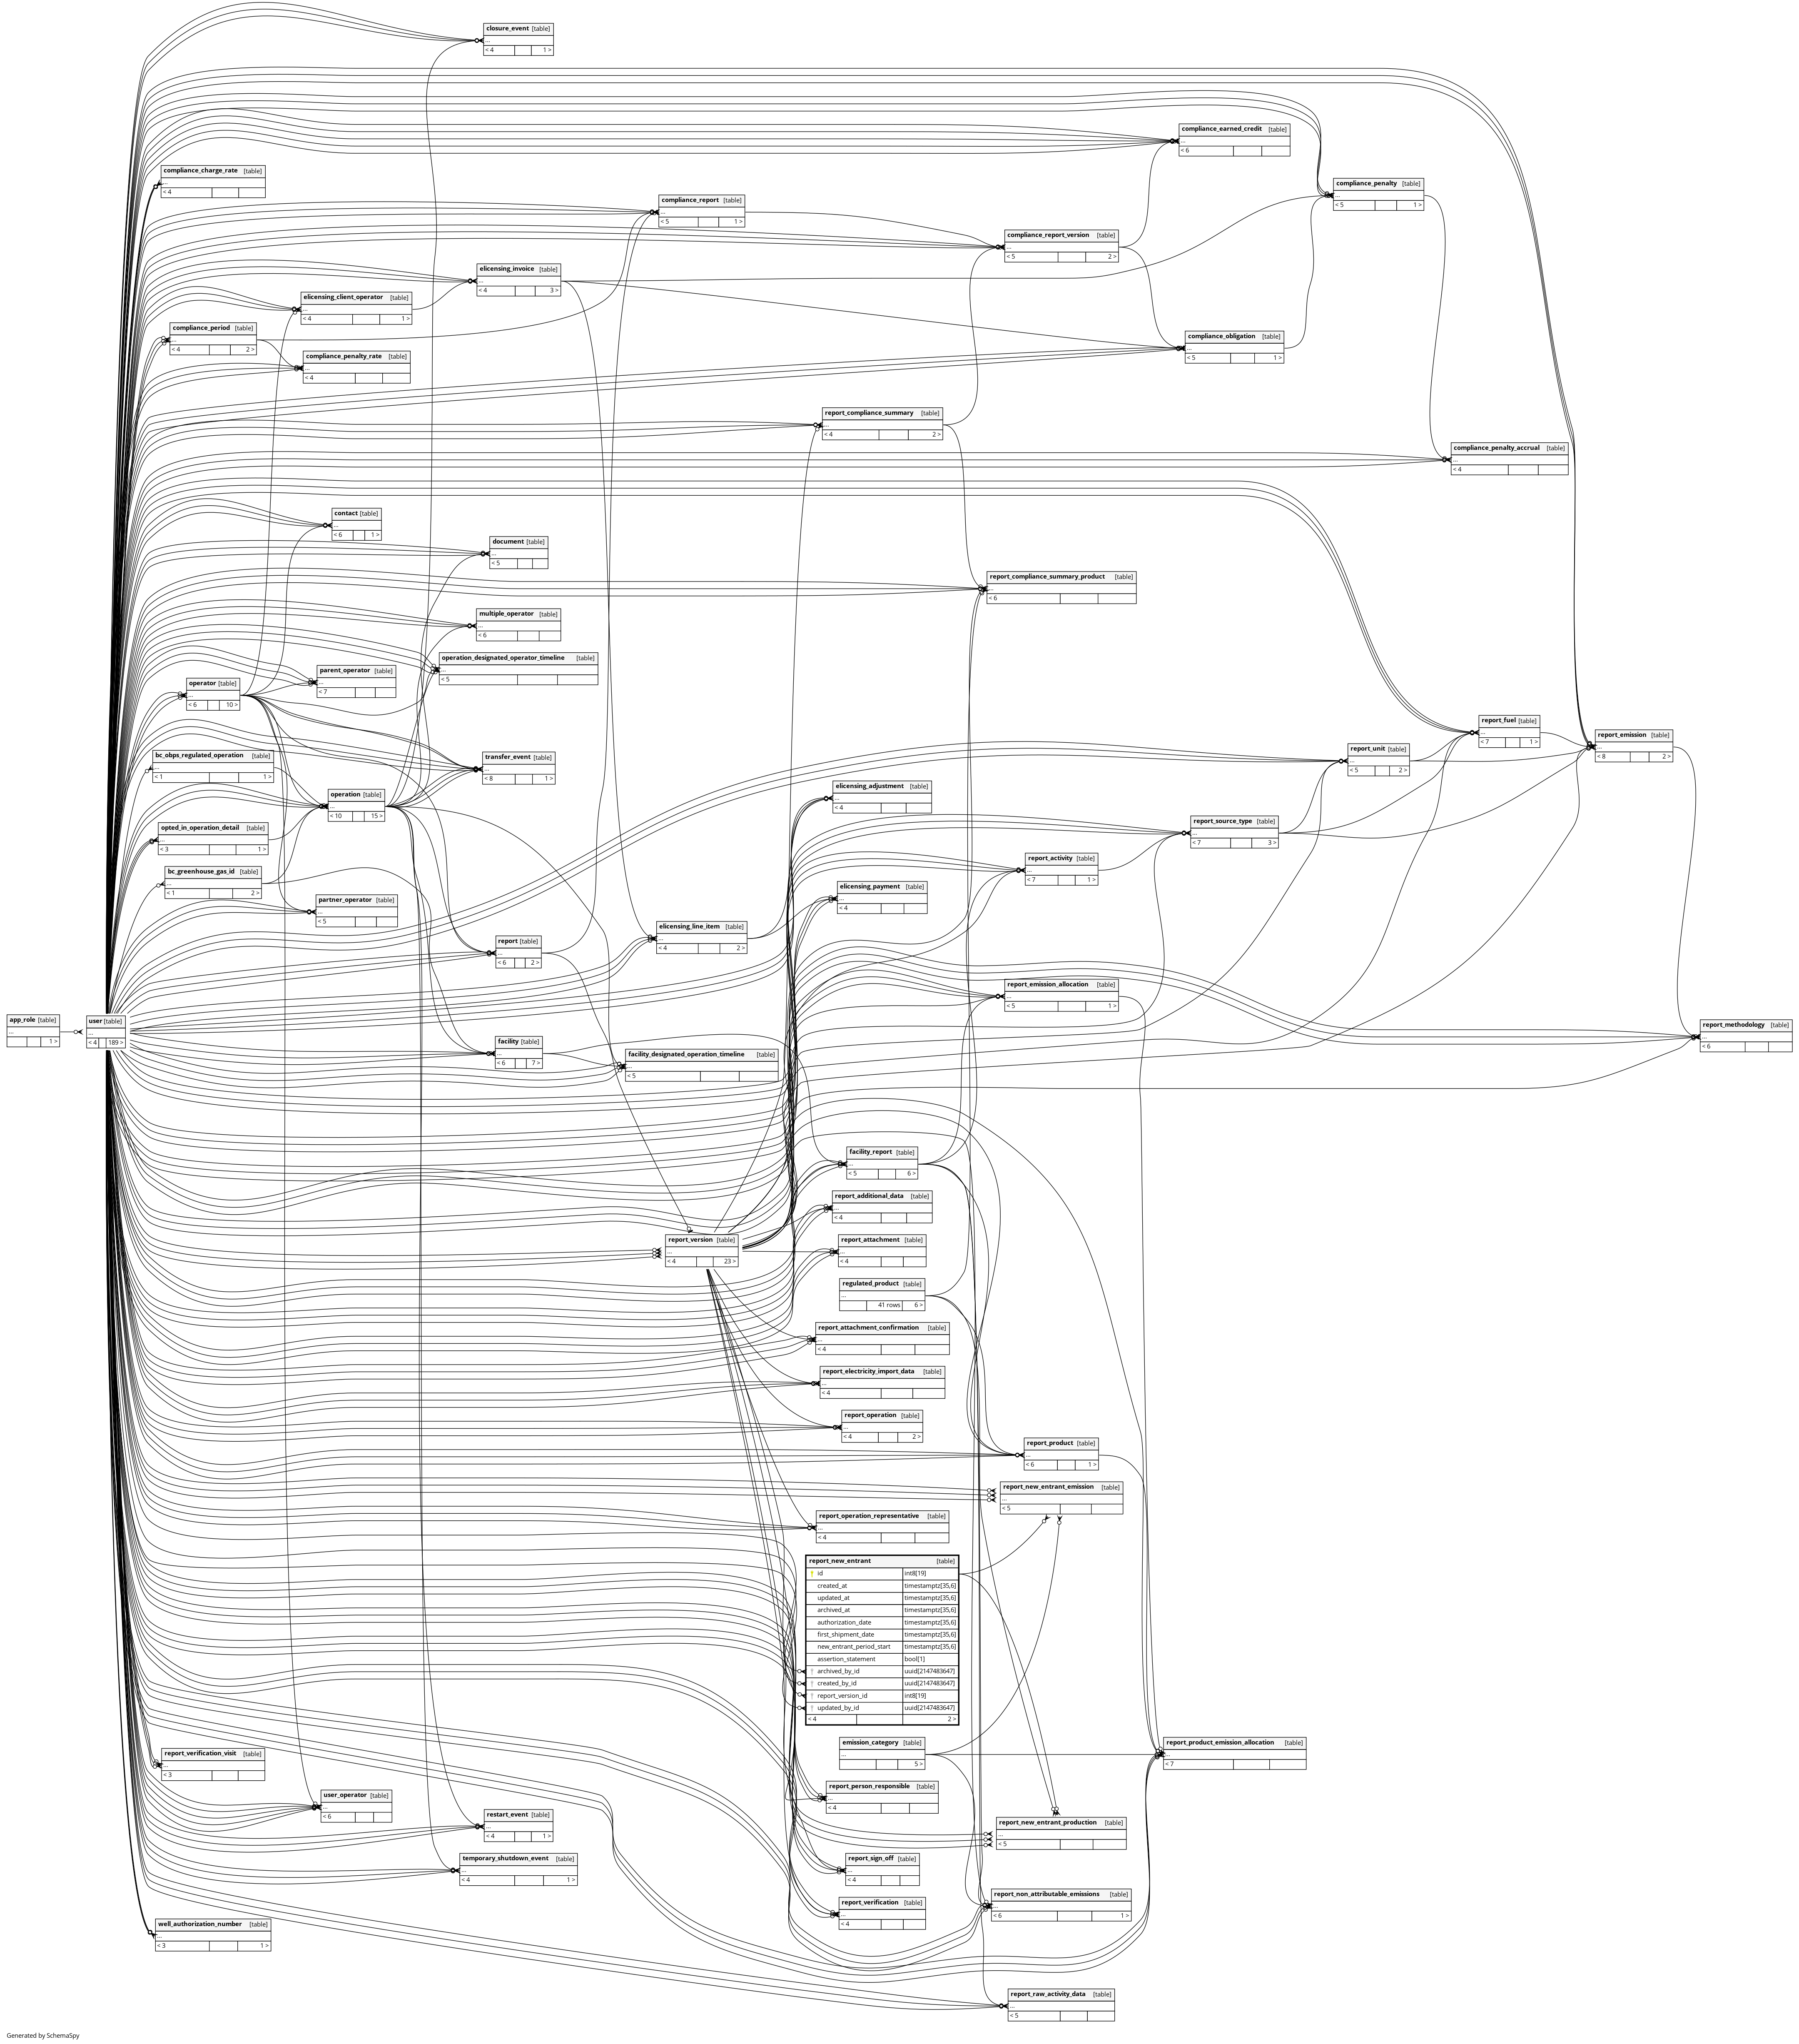 closure_event [table]
...
< 4 1 >
compliance_earned_credit [table]
...
< 6
compliance_charge_rate [table]
...
< 4
compliance_penalty [table]
...
< 5 1 >
compliance_report [table]
...
< 5 1 >
compliance_report_version [table]
...
< 5 2 >
elicensing_invoice [table]
...
< 4 3 >
elicensing_client_operator [table]
...
< 4 1 >
compliance_period [table]
...
< 4 2 >
compliance_obligation [table]
...
< 5 1 >
compliance_penalty_rate [table]
...
< 4
report_compliance_summary [table]
...
< 4 2 >
compliance_penalty_accrual [table]
...
< 4
contact [table]
...
< 6 1 >
document [table]
...
< 5
report_compliance_summary_product [table]
...
< 6
multiple_operator [table]
...
< 6
operation_designated_operator_timeline [table]
...
< 5
parent_operator [table]
...
< 7
operator [table]
...
< 6 10 >
report_fuel [table]
...
< 7 1 >
report_emission [table]
...
< 8 2 >
report_unit [table]
...
< 5 2 >
bc_obps_regulated_operation [table]
...
< 1 1 >
transfer_event [table]
...
< 8 1 >
elicensing_adjustment [table]
...
< 4
operation [table]
...
< 10 15 >
report_source_type [table]
...
< 7 3 >
opted_in_operation_detail [table]
...
< 3 1 >
report_activity [table]
...
< 7 1 >
bc_greenhouse_gas_id [table]
...
< 1 2 >
elicensing_payment [table]
...
< 4
partner_operator [table]
...
< 5
elicensing_line_item [table]
...
< 4 2 >
report [table]
...
< 6 2 >
report_emission_allocation [table]
...
< 5 1 >
app_role [table]
...
1 >
user [table]
...
< 4 189 >
report_methodology [table]
...
< 6
facility [table]
...
< 6 7 >
facility_designated_operation_timeline [table]
...
< 5
facility_report [table]
...
< 5 6 >
report_additional_data [table]
...
< 4
report_version [table]
...
< 4 23 >
report_attachment [table]
...
< 4
regulated_product [table]
...
41 rows 6 >
report_attachment_confirmation [table]
...
< 4
report_electricity_import_data [table]
...
< 4
report_operation [table]
...
< 4 2 >
report_product [table]
...
< 6 1 >
report_new_entrant_emission [table]
...
< 5
report_operation_representative [table]
...
< 4
report_new_entrant [table]
id int8[19]
created_at timestamptz[35,6]
updated_at timestamptz[35,6]
archived_at timestamptz[35,6]
authorization_date timestamptz[35,6]
first_shipment_date timestamptz[35,6]
new_entrant_period_start timestamptz[35,6]
assertion_statement bool[1]
archived_by_id uuid[2147483647]
created_by_id uuid[2147483647]
report_version_id int8[19]
updated_by_id uuid[2147483647]
< 4 2 >
emission_category [table]
...
5 >
report_product_emission_allocation [table]
...
< 7
report_verification_visit [table]
...
< 3
report_person_responsible [table]
...
< 4
user_operator [table]
...
< 6
restart_event [table]
...
< 4 1 >
report_new_entrant_production [table]
...
< 5
temporary_shutdown_event [table]
...
< 4 1 >
report_sign_off [table]
...
< 4
report_non_attributable_emissions [table]
...
< 6 1 >
report_verification [table]
...
< 4
well_authorization_number [table]
...
< 3 1 >
report_raw_activity_data [table]
...
< 5
Generated by SchemaSpy